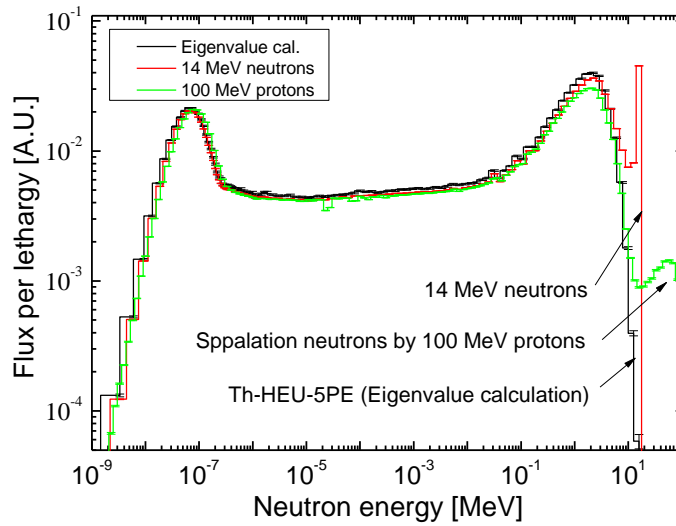 10^-1
Eigenvalue cal.
14 MeV neutrons
100 MeV protons
10^-2
Flux per lethargy [A.U.]
10^-3
14 MeV neutrons
Sppalation neutrons by 100 MeV protons
Th-HEU-5PE (Eigenvalue calculation)
10^-4
10^-9 10^-7 10^-5 10^-3 10^-1 10^1
Neutron energy [MeV]